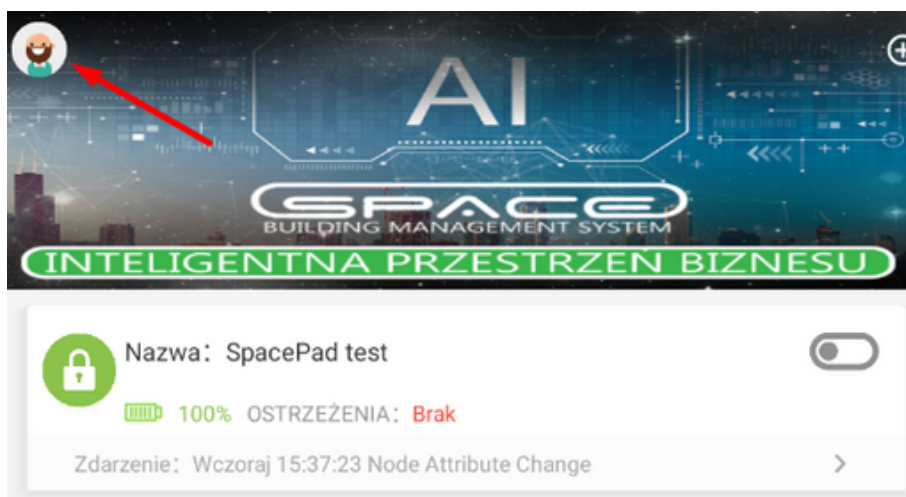 AI
SPACE
BUILDING MANAGEMENT SYSTEM
INTELIGENTNA PRZESTRZEŃ BIZNESU
Nazwa: SpacePad test
100% OSTRZEŻENIA: Brak
Zdarzenie: Wczoraj 15:37:23 Node Attribute Change